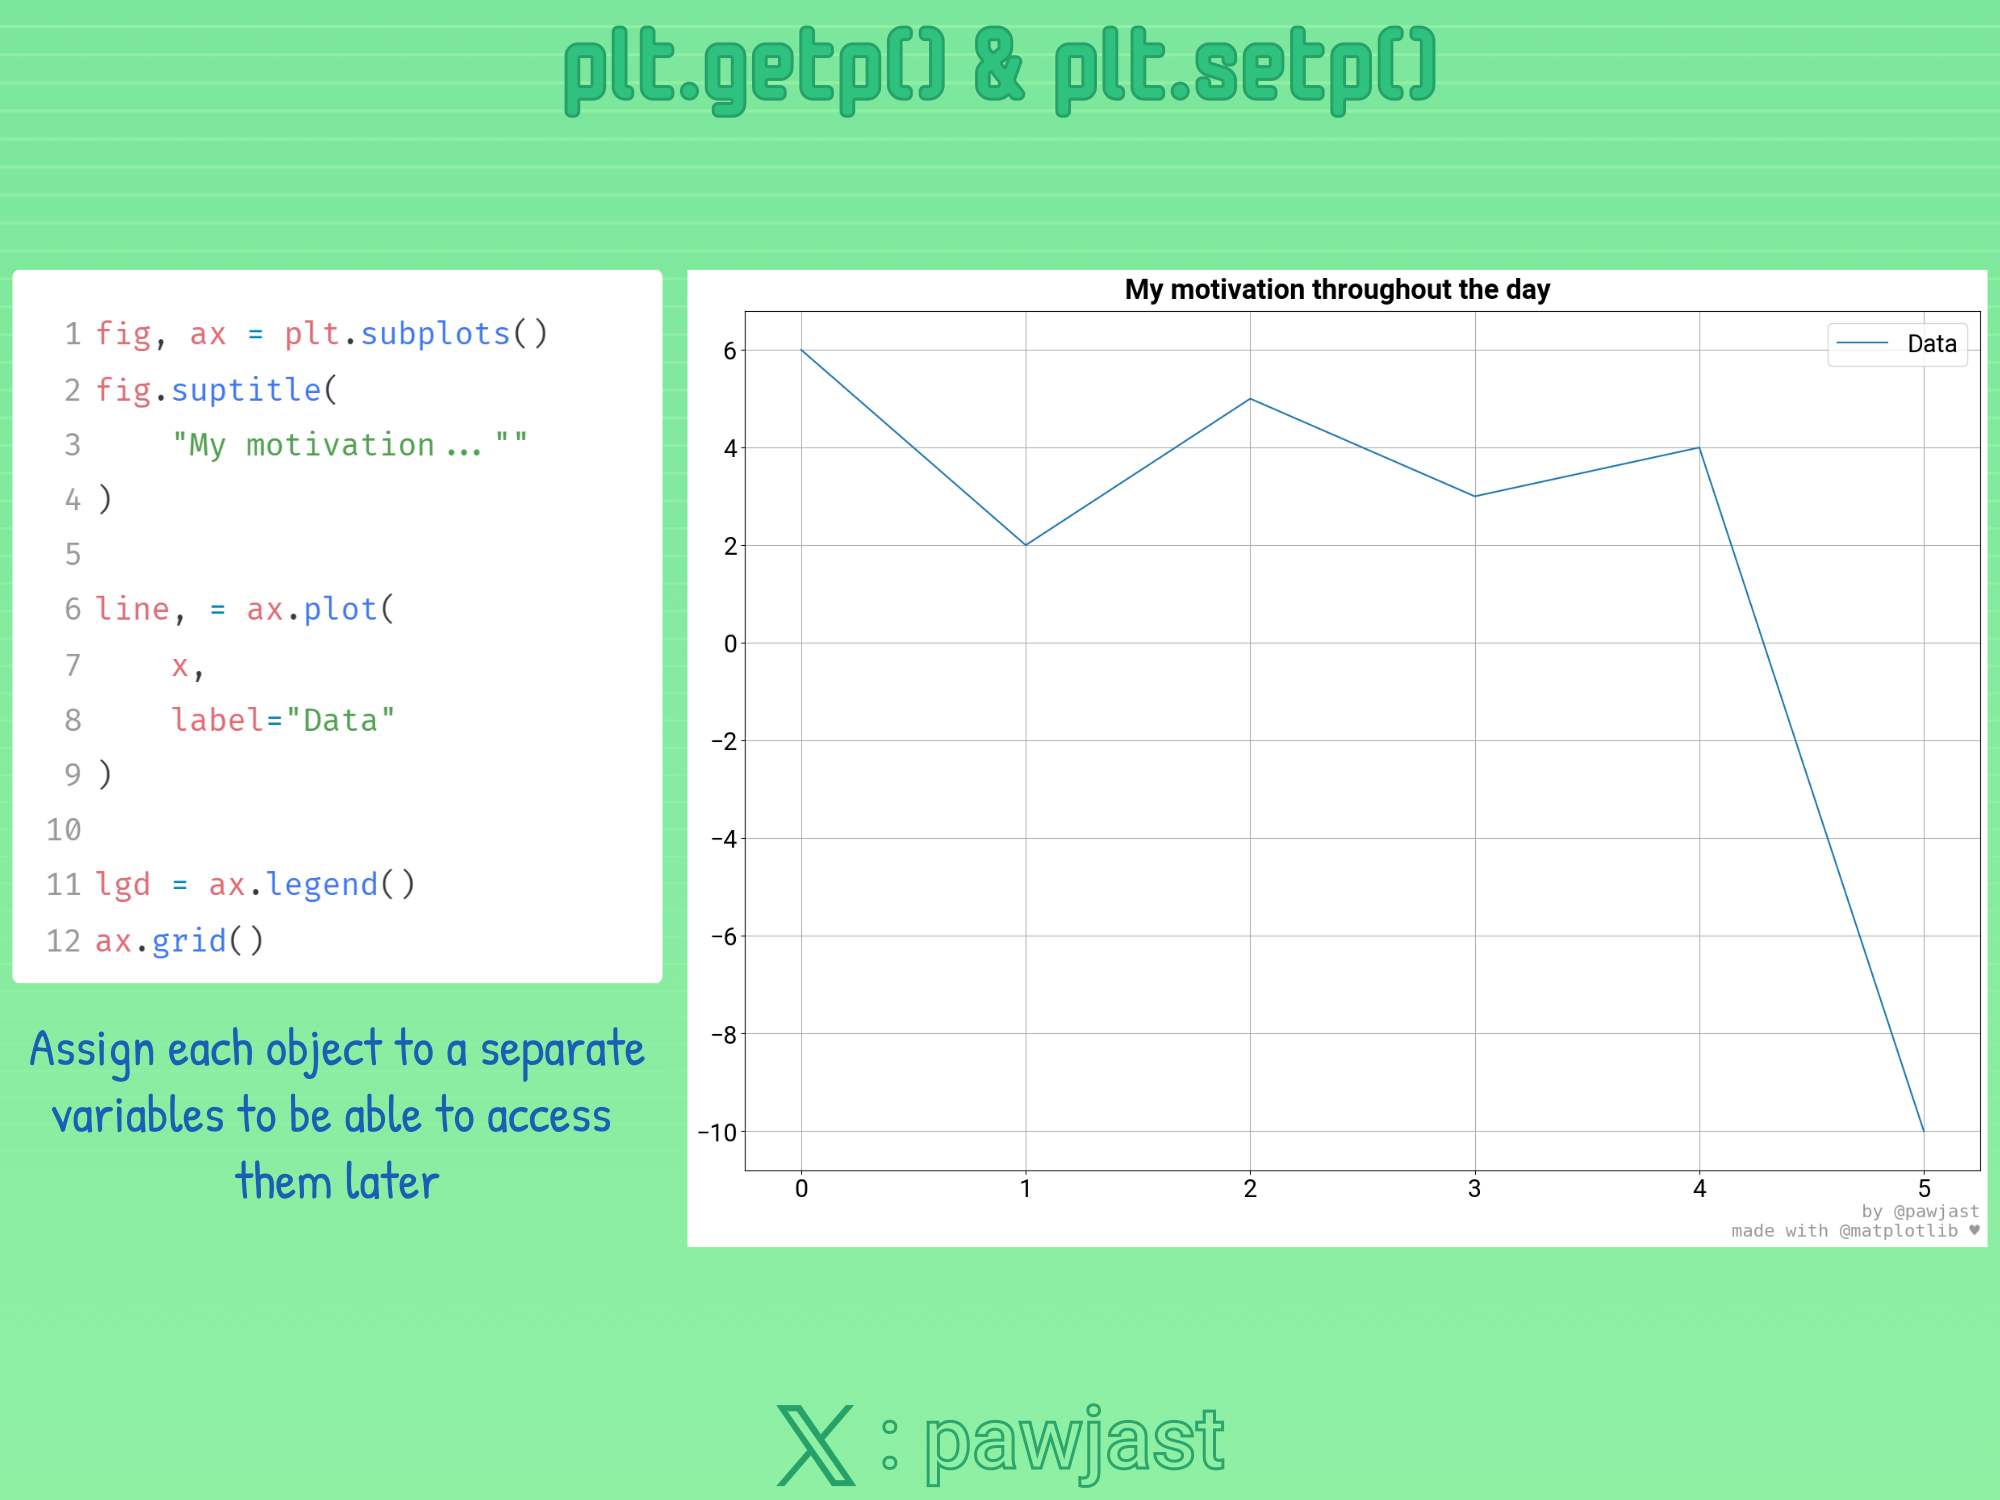 plt.getp() & plt.setp()
1 fig, ax = plt.subplots()
2 fig.suptitle(
3     "My motivation...""
4 )
5
6 line, = ax.plot(
7     x,
8     label="Data"
9 )
10
11 lgd = ax.legend()
12 ax.grid()
Assign each object to a separate
variables to be able to access
them later
My motivation throughout the day
Data
6
4
2
0
−2
−4
−6
−8
−10
0 1 2 3 4 5
by @pawjast
made with @matplotlib ♥
X : pawjast